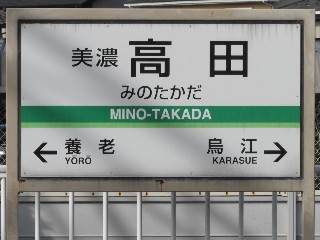 美濃高田
みのたかだ
MINO-TAKADA
← 養老 烏江 →
YŌRŌ KARASUE